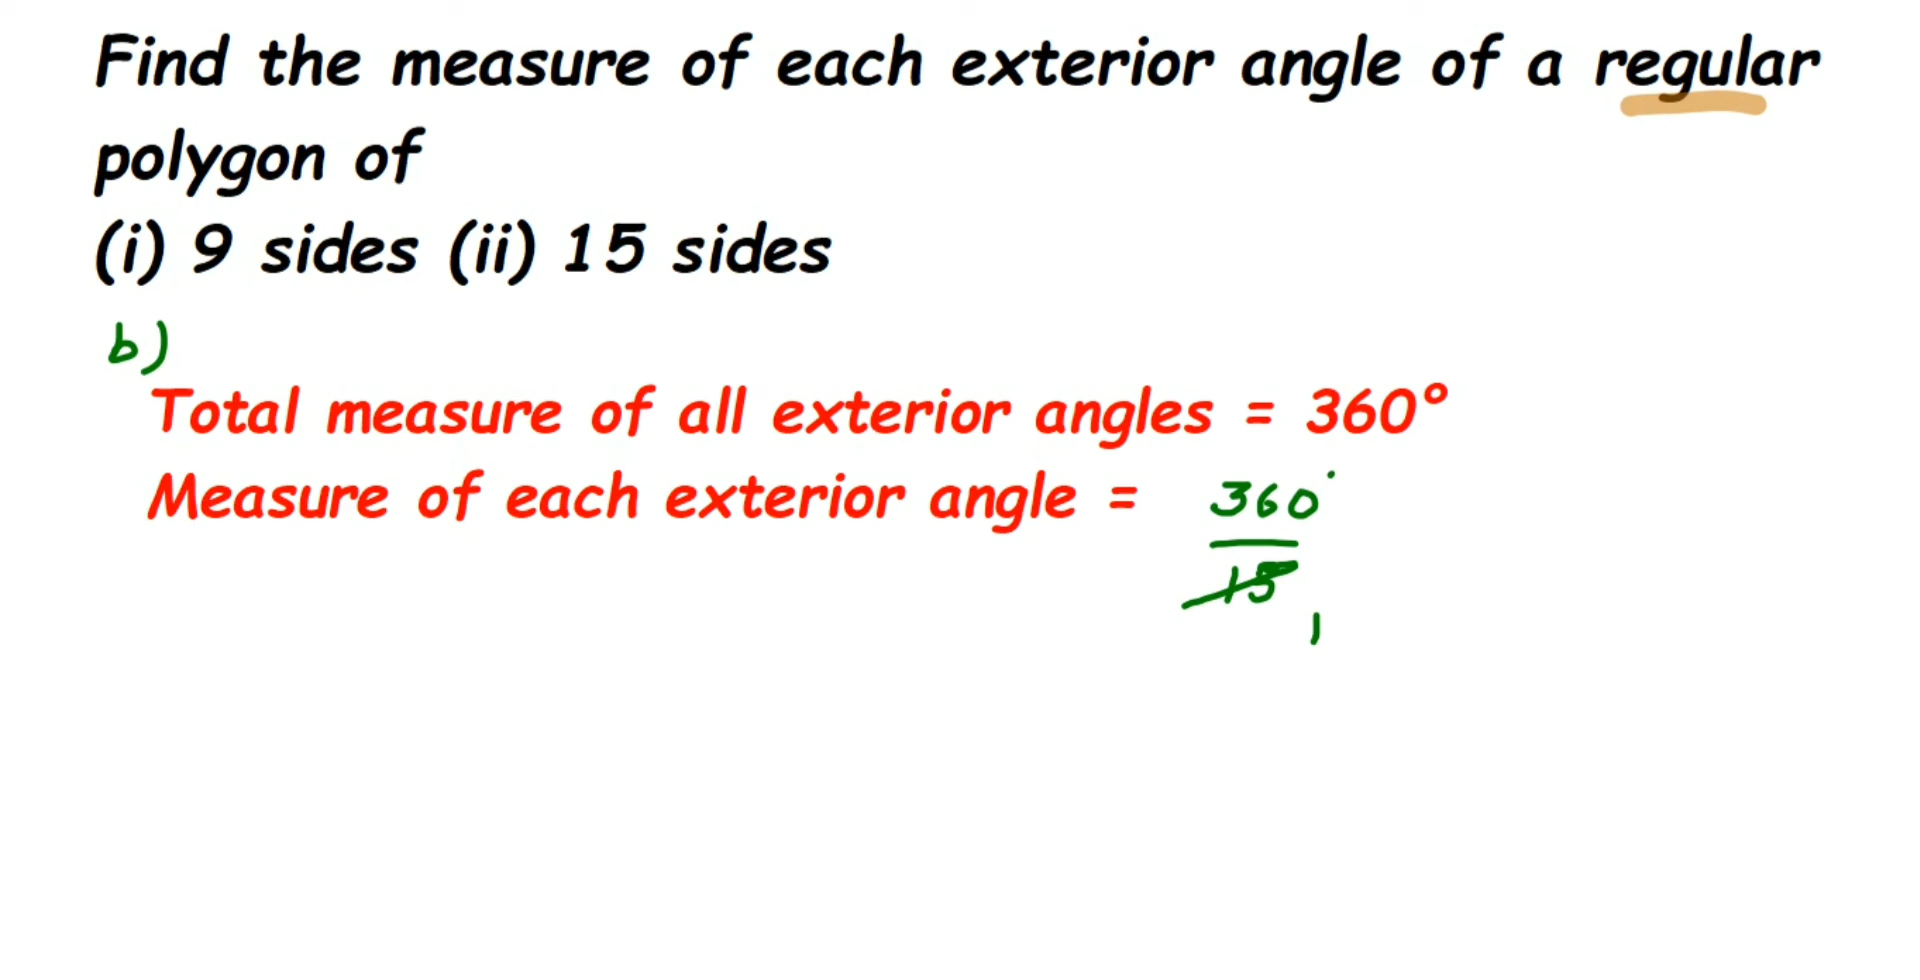 Find the measure of each exterior angle of a regular
polygon of
(i) 9 sides (ii) 15 sides
b)
Total measure of all exterior angles = 360°
Measure of each exterior angle = 360°
15
1